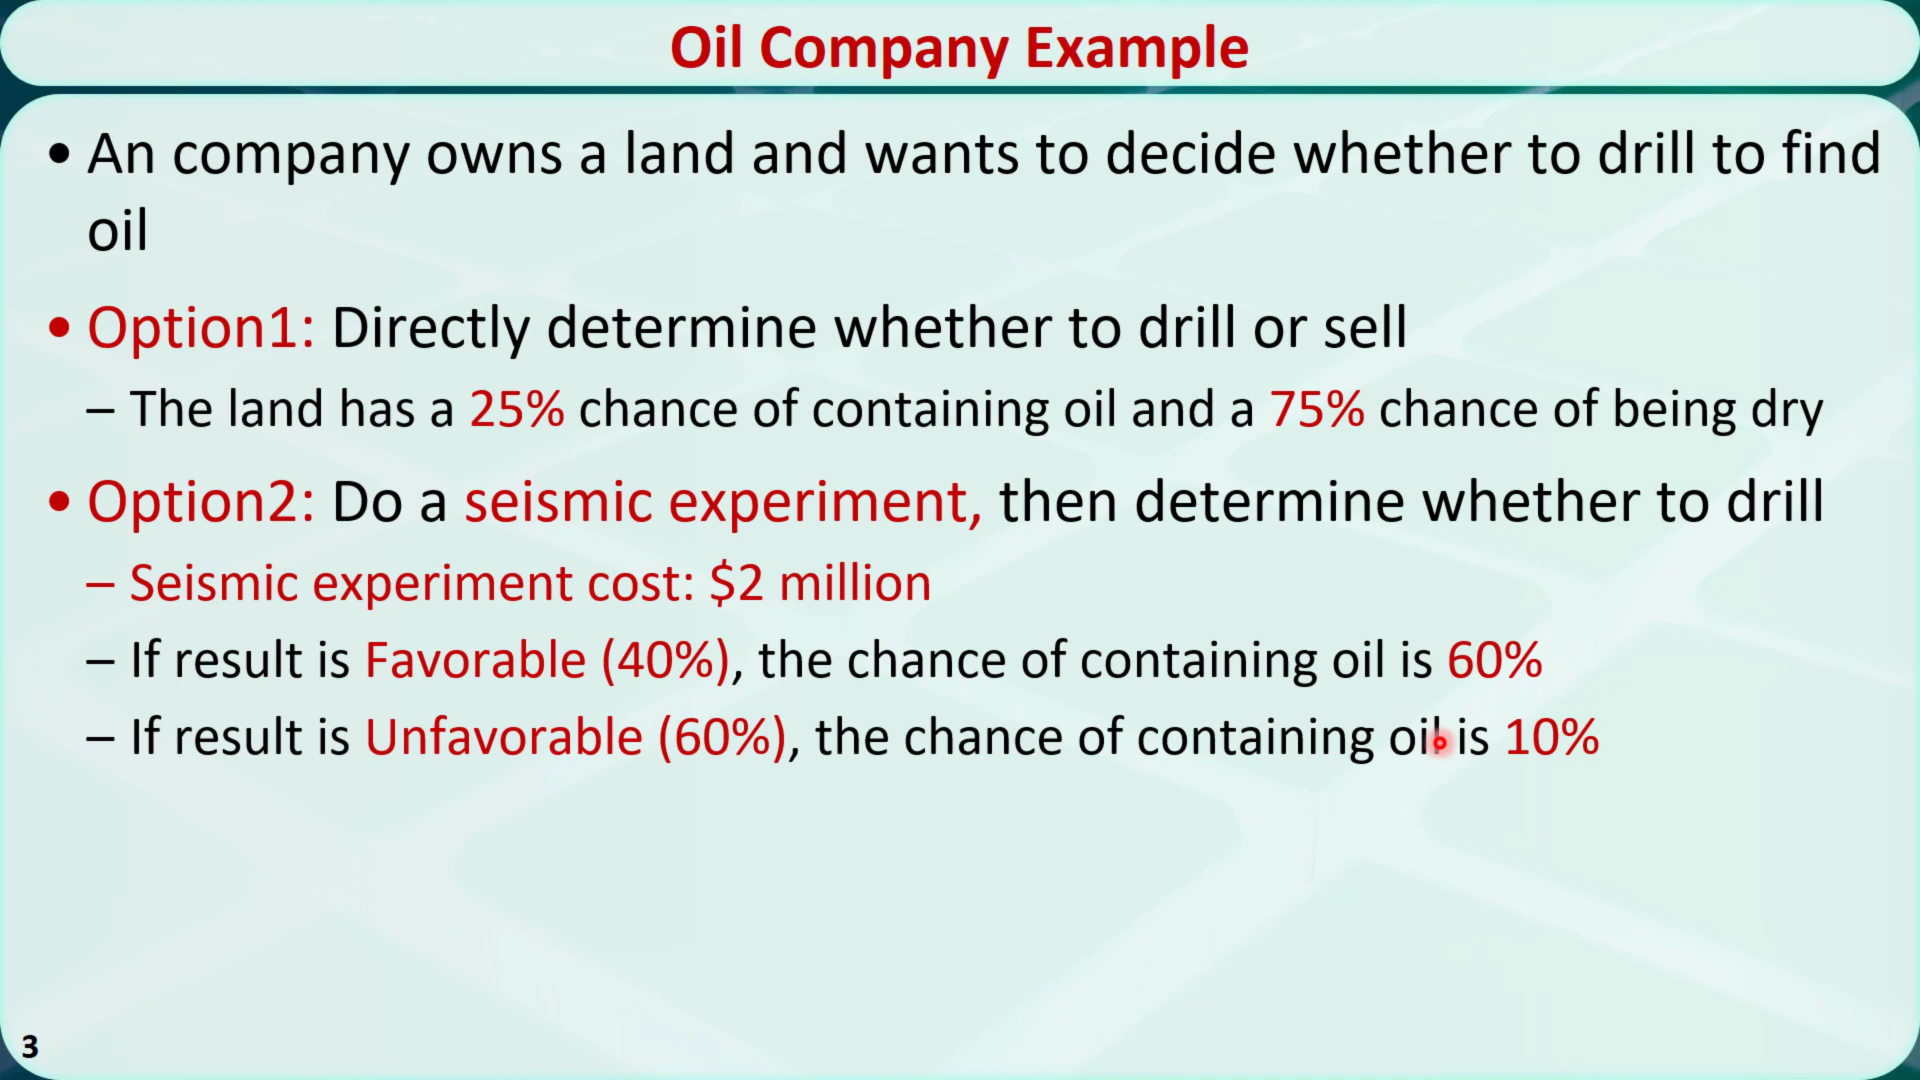 Oil Company Example
• An company owns a land and wants to decide whether to drill to find
oil
• Option1: Directly determine whether to drill or sell
– The land has a 25% chance of containing oil and a 75% chance of being dry
• Option2: Do a seismic experiment, then determine whether to drill
– Seismic experiment cost: $2 million
– If result is Favorable (40%), the chance of containing oil is 60%
– If result is Unfavorable (60%), the chance of containing oil is 10%
3